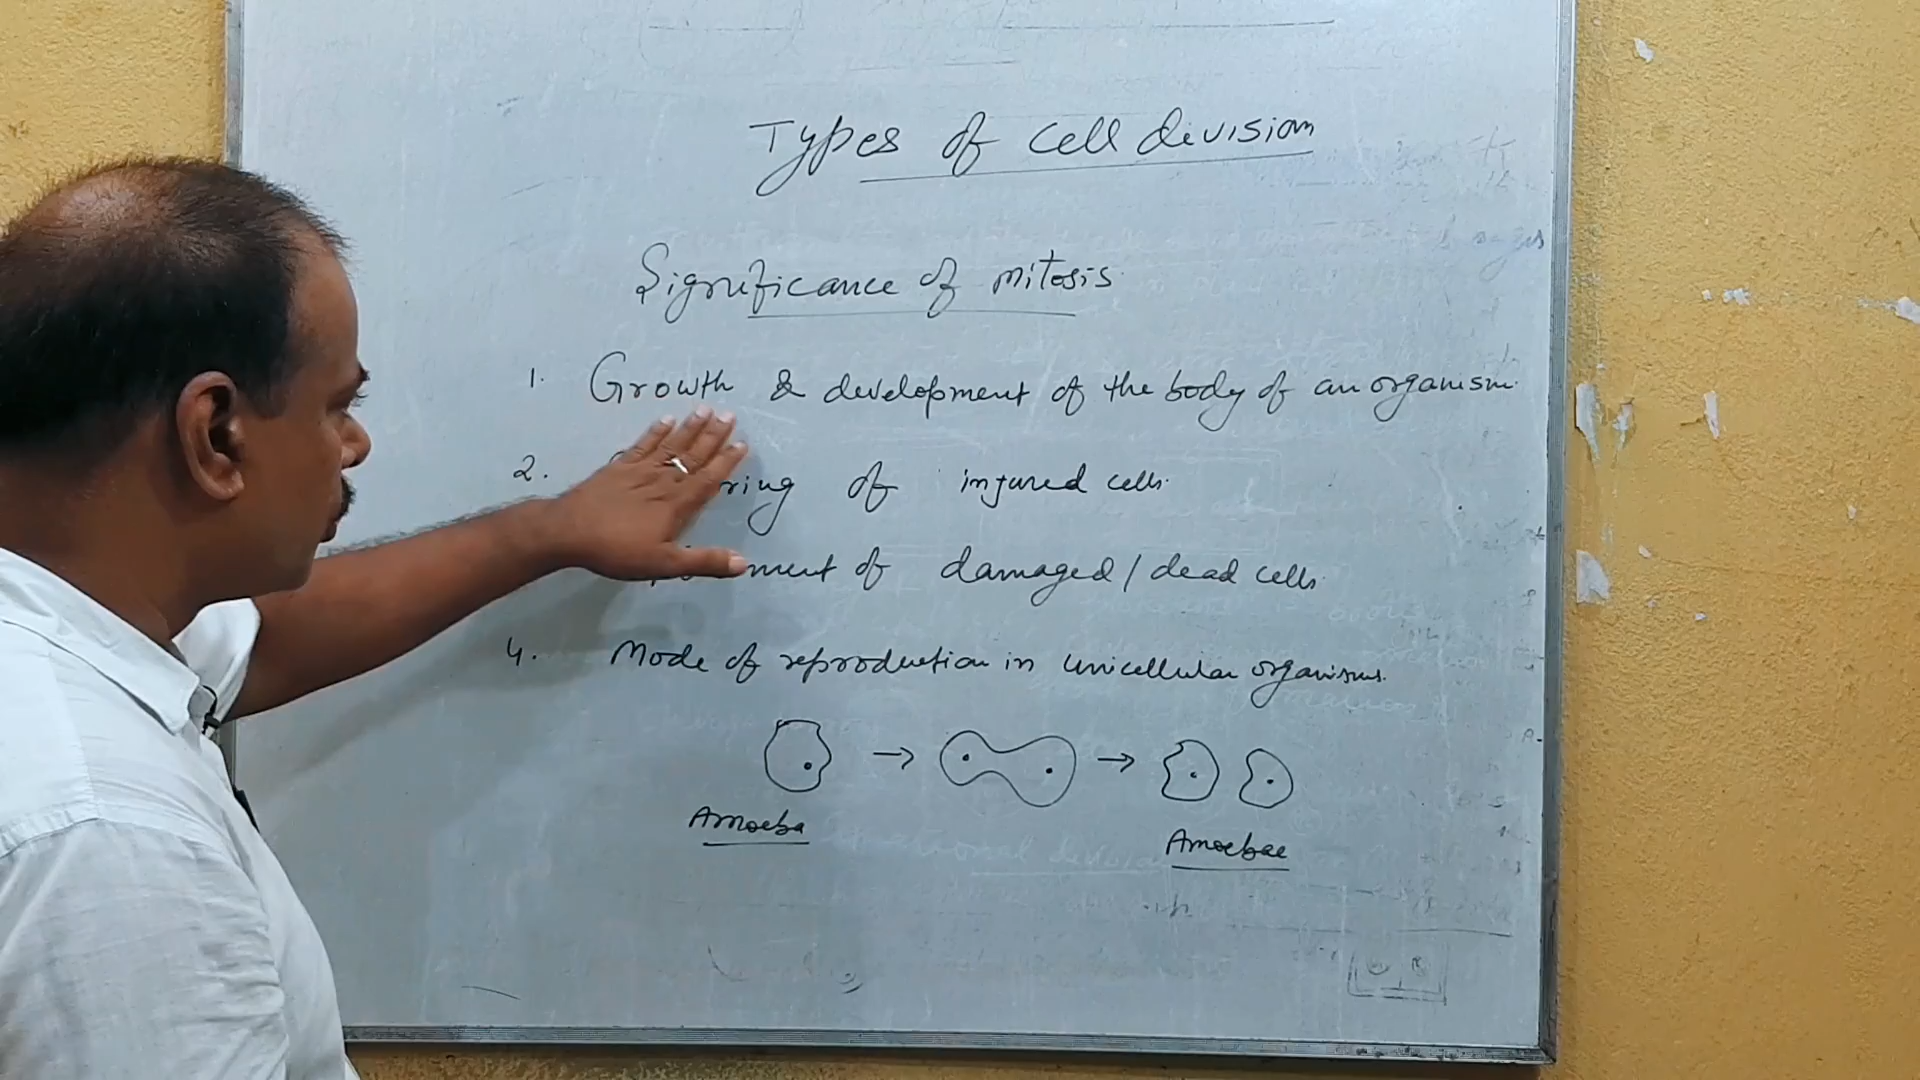 Types of cell division
Significance of mitosis
1. Growth & development of the body of an organism.
2. of injured cells.
of damaged / dead cells.
4. Mode of reproduction in unicellular organisms.
→ →
Amoeba
Amoebae